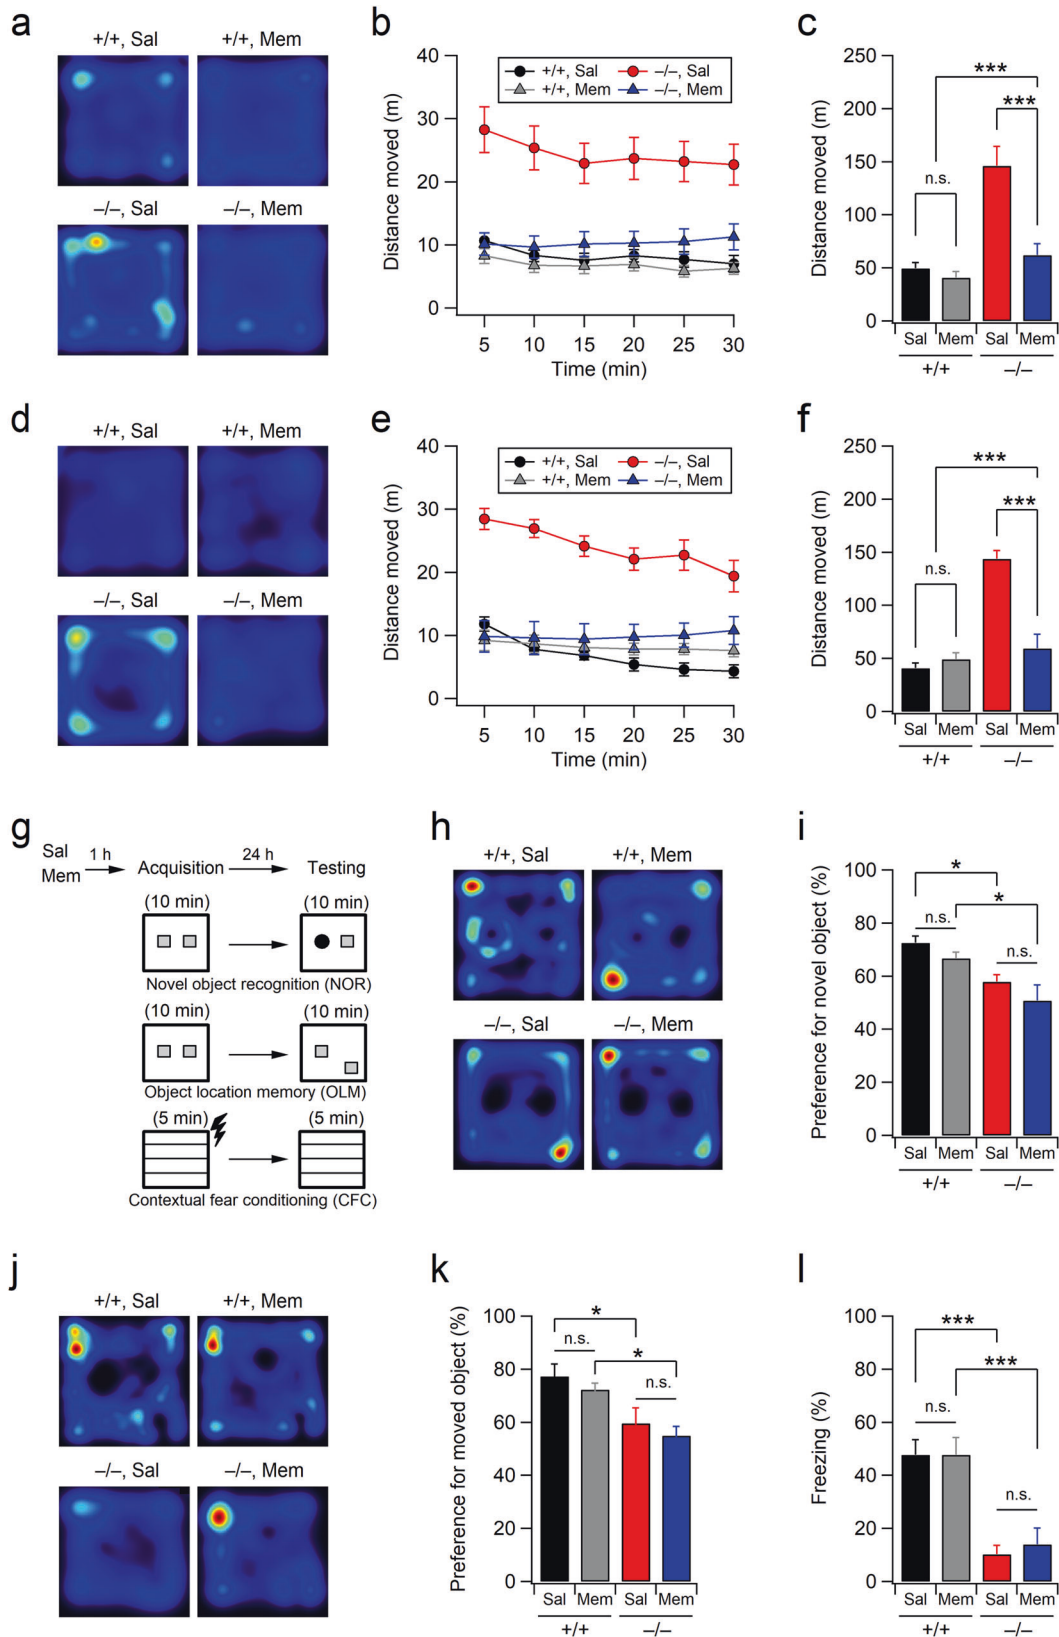 a
+/+, Sal
+/+, Mem
–/–, Sal
–/–, Mem
b
Distance moved (m)
40
30
20
10
0
+/+, Sal
–/–, Sal
+/+, Mem
–/–, Mem
5 10 15 20 25 30
Time (min)
c
Distance moved (m)
250
200
150
100
50
0
***
***
n.s.
Sal Mem Sal Mem
+/+ –/–
d
+/+, Sal
+/+, Mem
–/–, Sal
–/–, Mem
e
Distance moved (m)
40
30
20
10
0
+/+, Sal
–/–, Sal
+/+, Mem
–/–, Mem
5 10 15 20 25 30
Time (min)
f
Distance moved (m)
250
200
150
100
50
0
***
***
n.s.
Sal Mem Sal Mem
+/+ –/–
g
Sal
Mem
1 h
Acquisition
24 h
Testing
(10 min)
(10 min)
Novel object recognition (NOR)
(10 min)
(10 min)
Object location memory (OLM)
(5 min)
(5 min)
Contextual fear conditioning (CFC)
h
+/+, Sal
+/+, Mem
–/–, Sal
–/–, Mem
i
Preference for novel object (%)
100
80
60
40
20
0
*
n.s.
*
n.s.
Sal Mem Sal Mem
+/+ –/–
j
+/+, Sal
+/+, Mem
–/–, Sal
–/–, Mem
k
Preference for moved object (%)
100
80
60
40
20
0
*
n.s.
*
n.s.
Sal Mem Sal Mem
+/+ –/–
l
Freezing (%)
100
80
60
40
20
0
***
***
n.s.
n.s.
Sal Mem Sal Mem
+/+ –/–